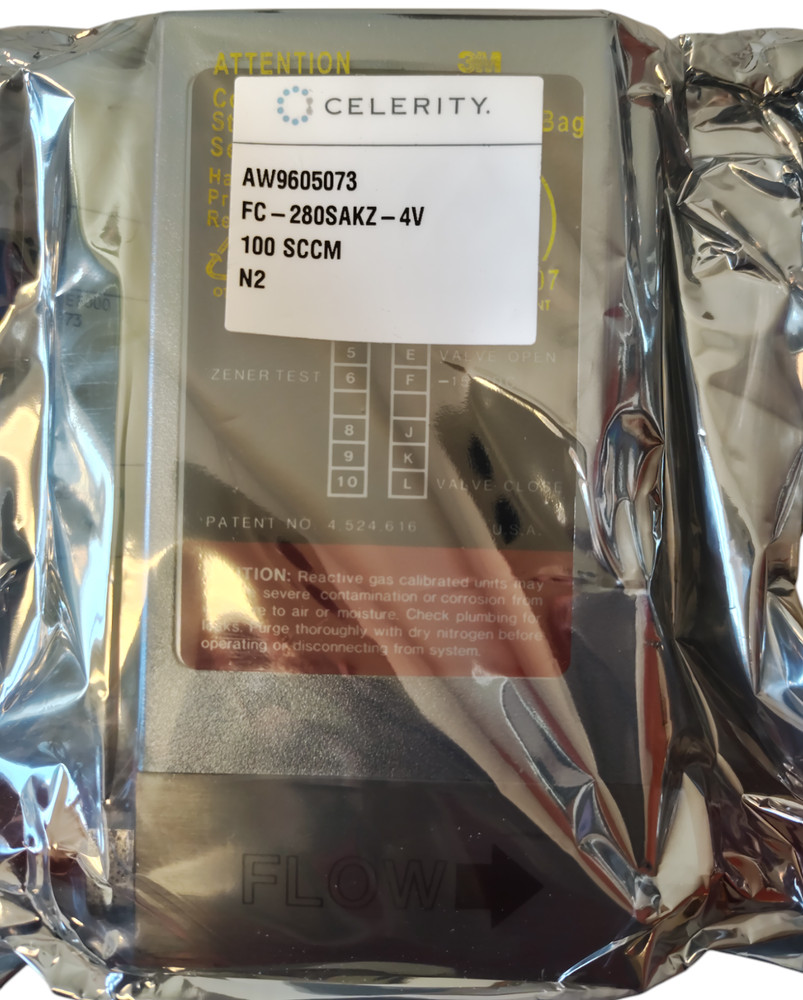 ATTENTION 3M
CELERITY.
Bag
AW9605073
FC-280SAKZ-4V
100 SCCM
N2
5 E VALVE OPEN
ZENER TEST 6 F
8 J
9 K
10 L VALVE CLOSE
PATENT NO. 4,524,616 U.S.A.
Reactive gas calibrated units may
severe contamination or corrosion from
to air or moisture. Check plumbing for
Purge thoroughly with dry nitrogen before
operating or disconnecting from system.
FLOW